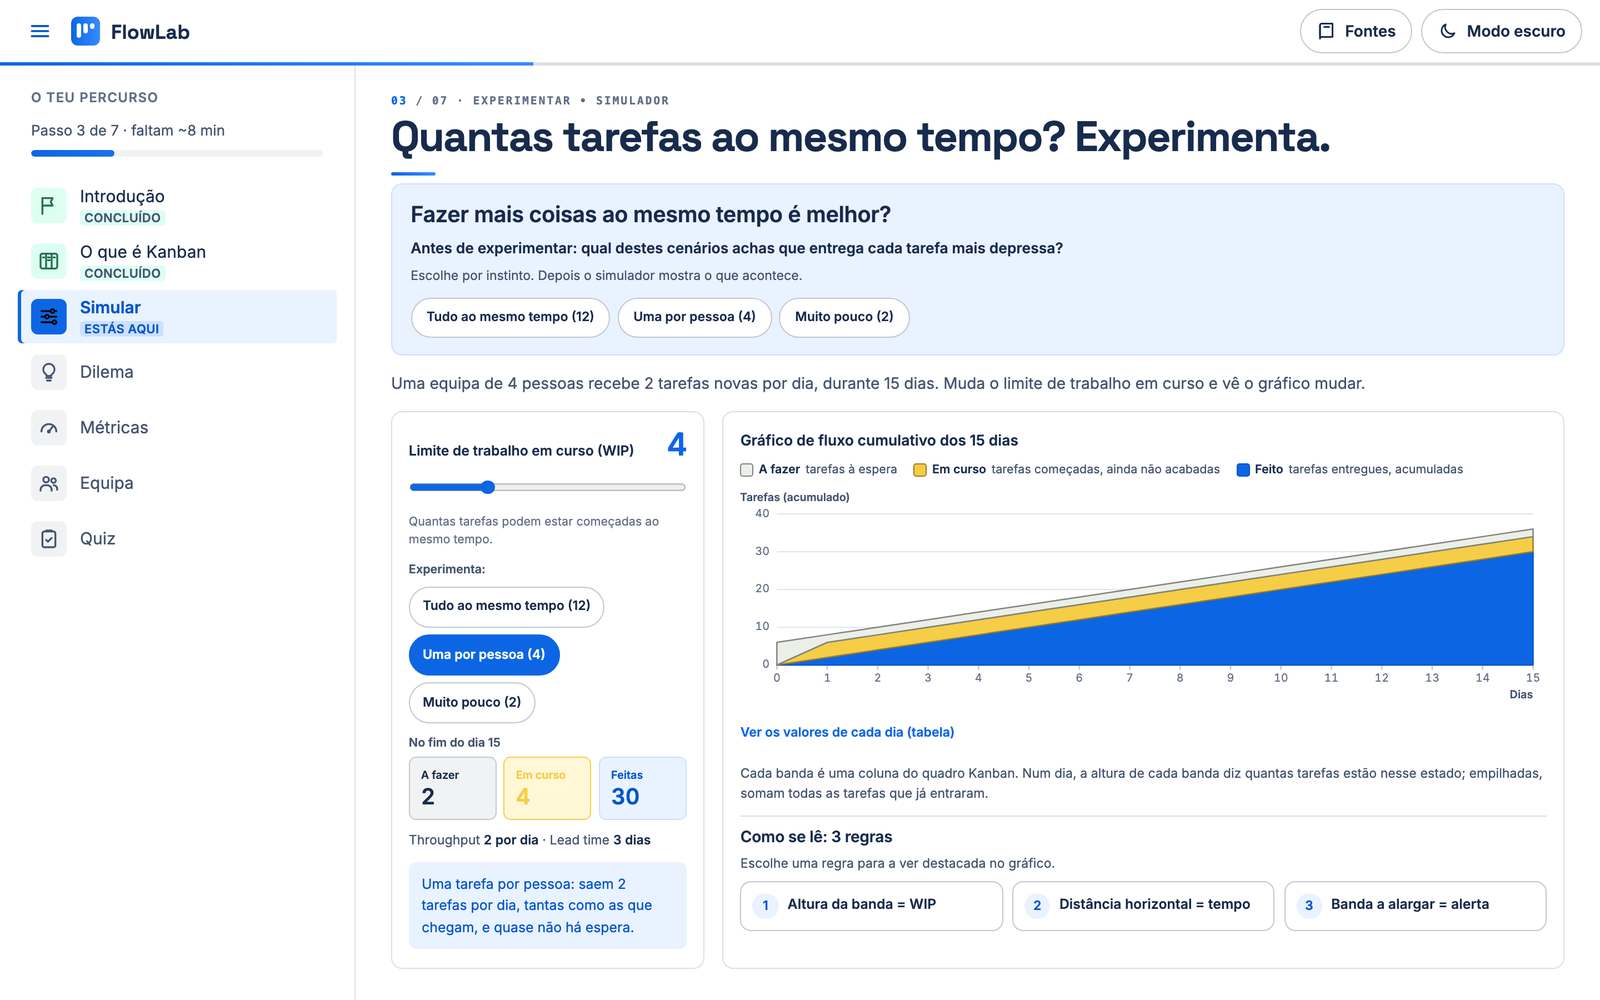 FlowLab
Fontes
Modo escuro
O TEU PERCURSO
Passo 3 de 7 · faltam ~8 min
Introdução
CONCLUÍDO
O que é Kanban
CONCLUÍDO
Simular
ESTÁS AQUI
Dilema
Métricas
Equipa
Quiz
03 / 07 · EXPERIMENTAR • SIMULADOR
Quantas tarefas ao mesmo tempo? Experimenta.
Fazer mais coisas ao mesmo tempo é melhor?
Antes de experimentar: qual destes cenários achas que entrega cada tarefa mais depressa?
Escolhe por instinto. Depois o simulador mostra o que acontece.
Tudo ao mesmo tempo (12)
Uma por pessoa (4)
Muito pouco (2)
Uma equipa de 4 pessoas recebe 2 tarefas novas por dia, durante 15 dias. Muda o limite de trabalho em curso e vê o gráfico mudar.
Limite de trabalho em curso (WIP) 4
Quantas tarefas podem estar começadas ao
mesmo tempo.
Experimenta:
Tudo ao mesmo tempo (12)
Uma por pessoa (4)
Muito pouco (2)
No fim do dia 15
A fazer
2
Em curso
4
Feitas
30
Throughput 2 por dia · Lead time 3 dias
Uma tarefa por pessoa: saem 2
tarefas por dia, tantas como as que
chegam, e quase não há espera.
Gráfico de fluxo cumulativo dos 15 dias
A fazer tarefas à espera
Em curso tarefas começadas, ainda não acabadas
Feito tarefas entregues, acumuladas
Tarefas (acumulado)
40
30
20
10
0
0 1 2 3 4 5 6 7 8 9 10 11 12 13 14 15
Dias
Ver os valores de cada dia (tabela)
Cada banda é uma coluna do quadro Kanban. Num dia, a altura de cada banda diz quantas tarefas estão nesse estado; empilhadas,
somam todas as tarefas que já entraram.
Como se lê: 3 regras
Escolhe uma regra para a ver destacada no gráfico.
1 Altura da banda = WIP
2 Distância horizontal = tempo
3 Banda a alargar = alerta